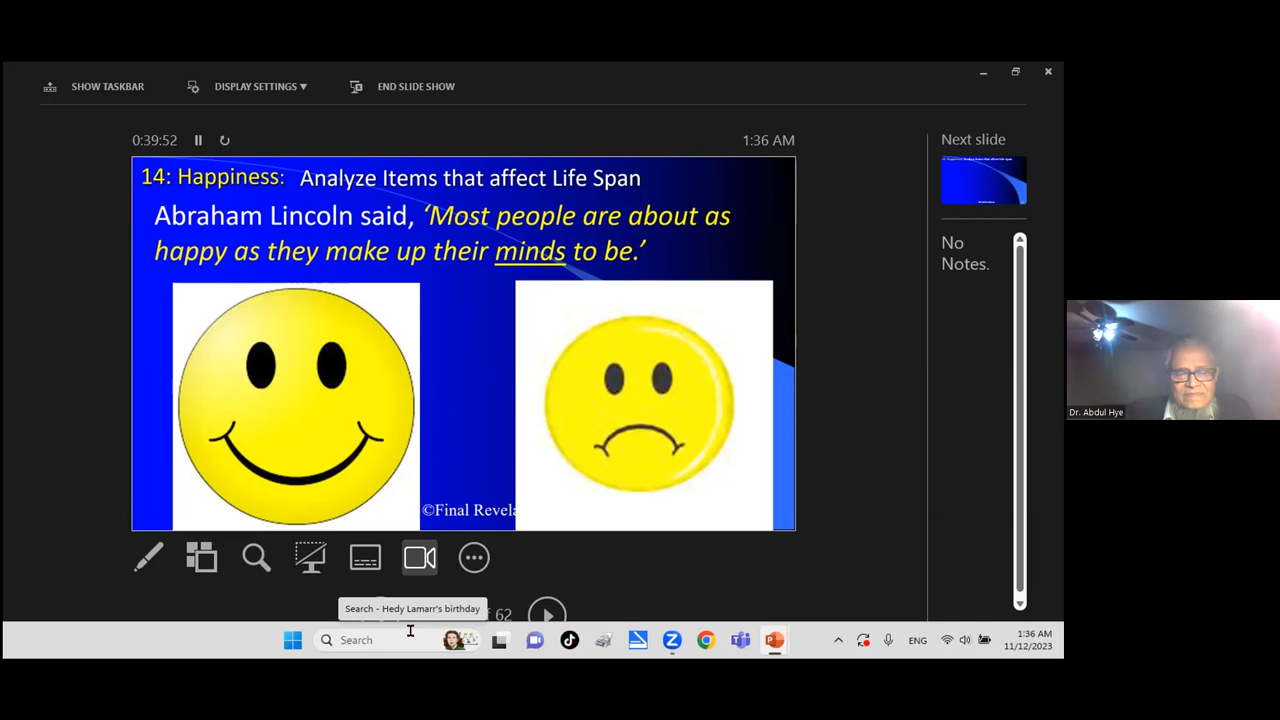 SHOW TASKBAR DISPLAY SETTINGS ▼ END SLIDE SHOW
0:39:52 1:36 AM
Next slide
14: Happiness: Analyze Items that affect Life Span
Abraham Lincoln said, ‘Most people are about as
happy as they make up their minds to be.’
©Final Revela
No
Notes.
Dr. Abdul Hye
Search - Hedy Lamarr's birthday
62
Search
ENG
1:36 AM
11/12/2023